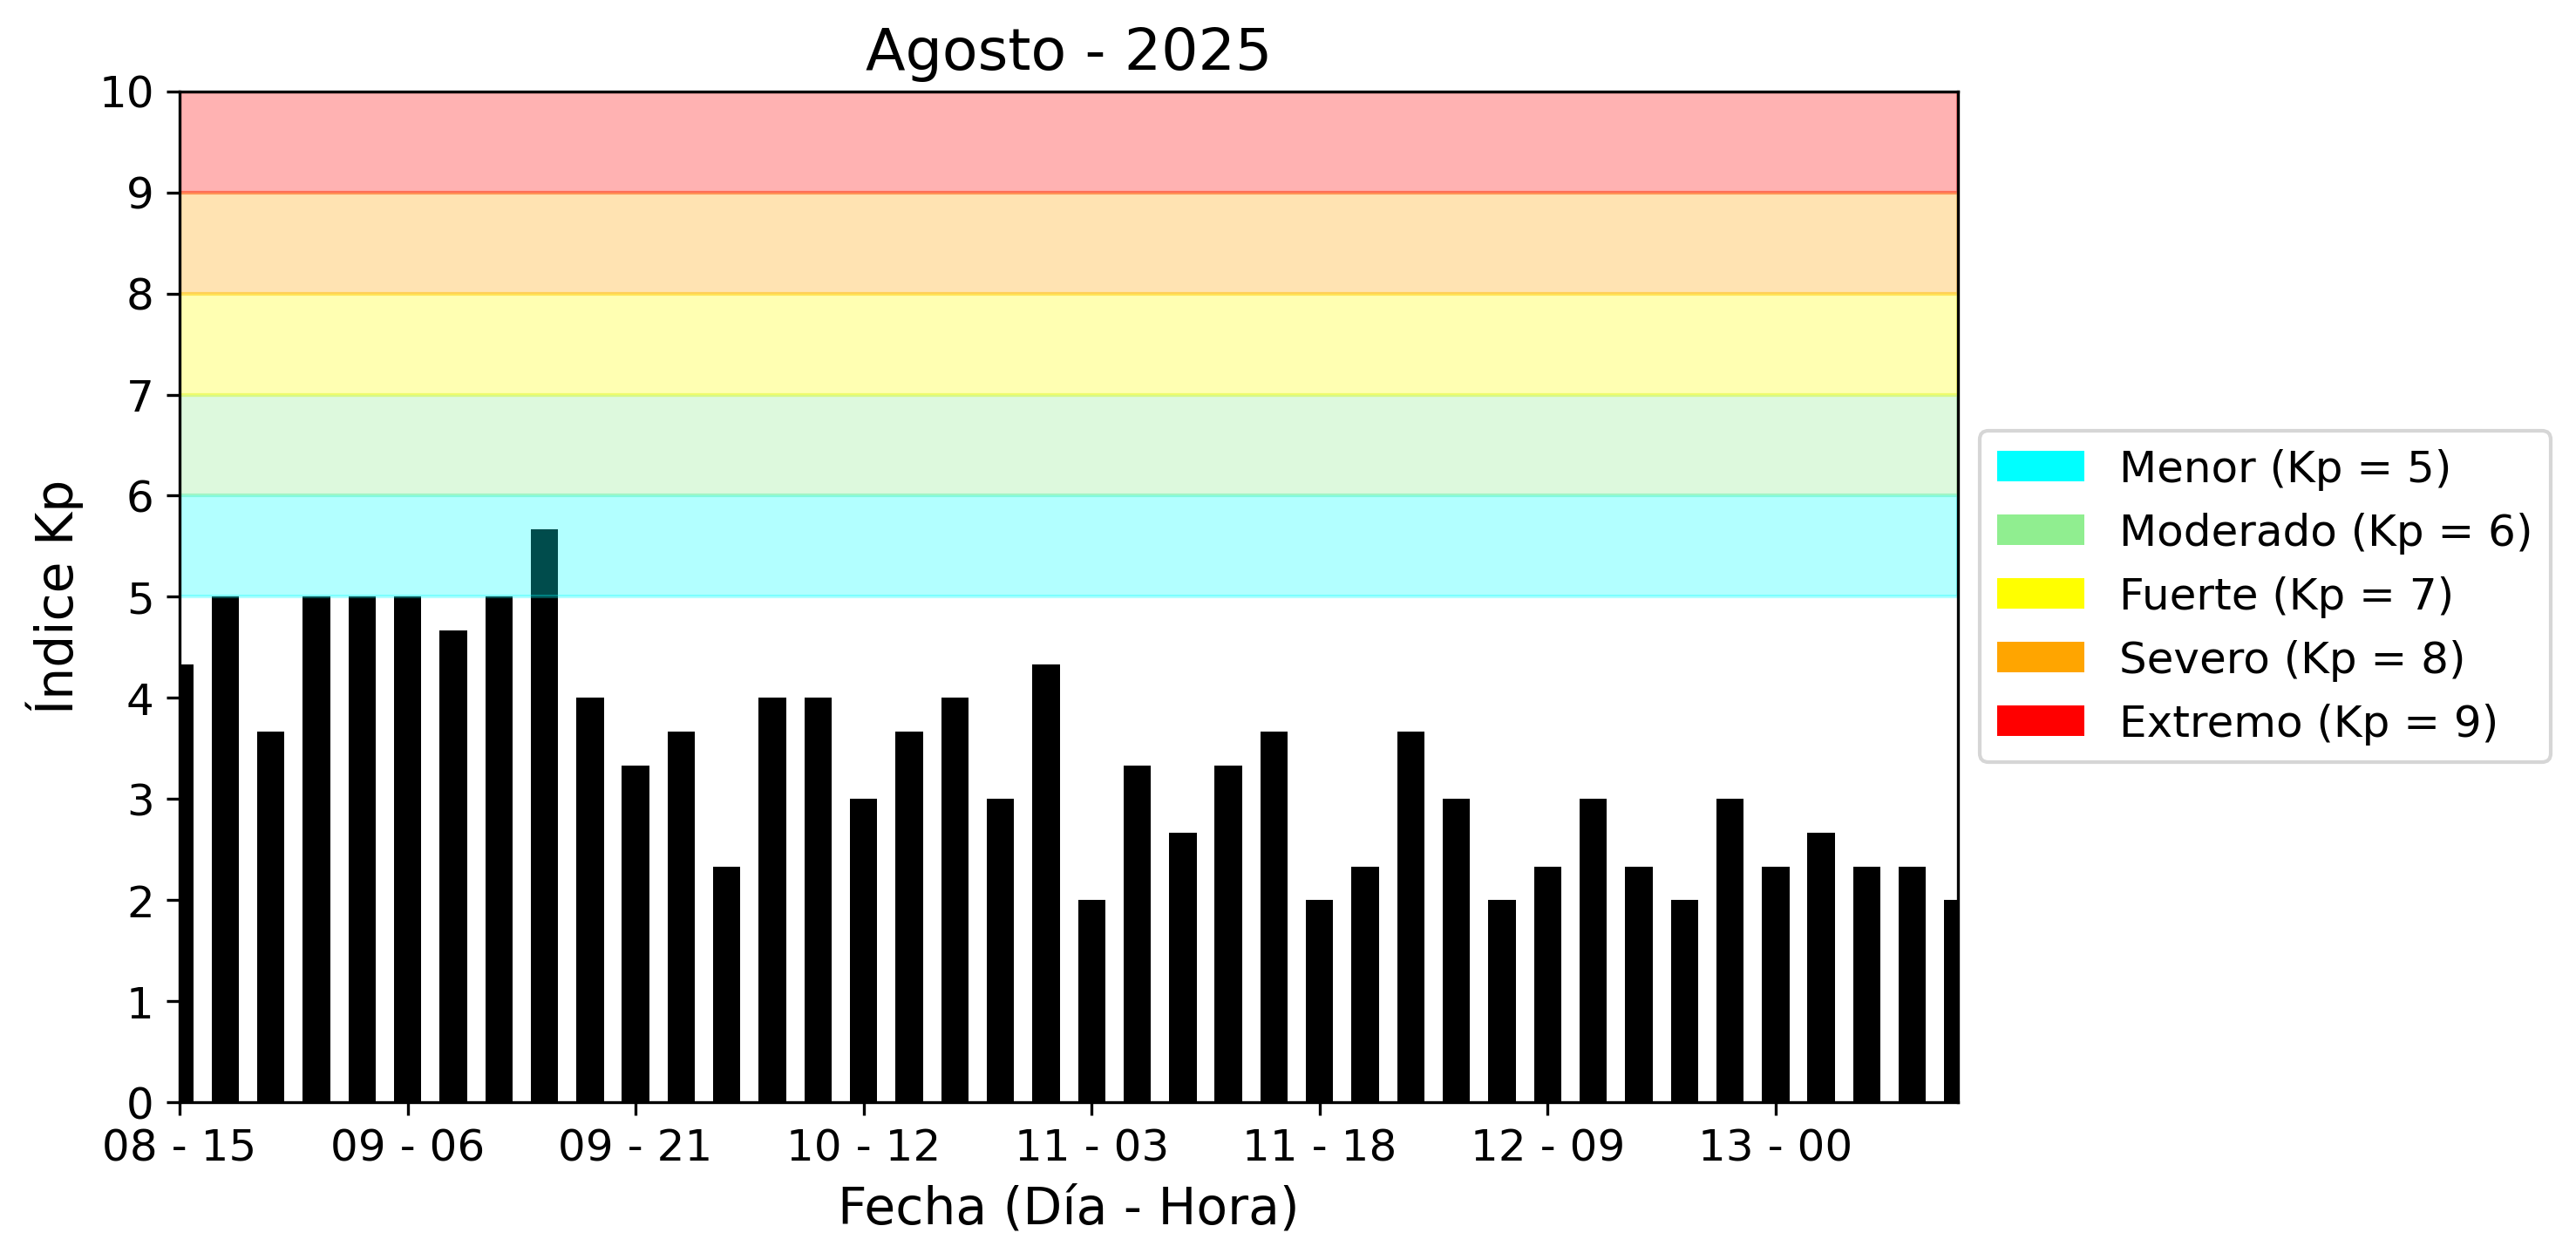 Agosto - 2025
10
9
8
7
6
5
4
3
2
1
0
Índice Kp
08 - 15 09 - 06 09 - 21 10 - 12 11 - 03 11 - 18 12 - 09 13 - 00
Fecha (Día - Hora)
Menor (Kp = 5)
Moderado (Kp = 6)
Fuerte (Kp = 7)
Severo (Kp = 8)
Extremo (Kp = 9)